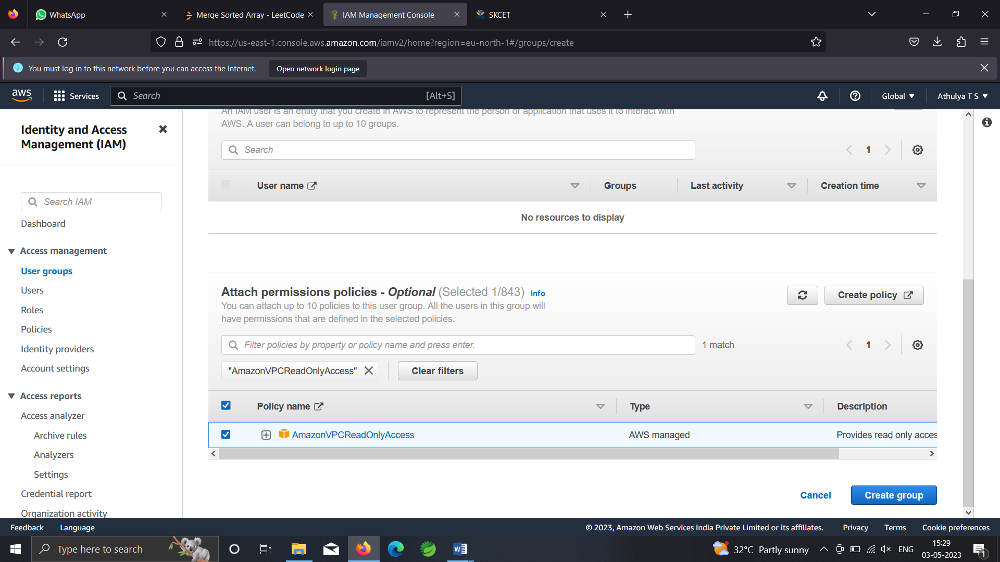 WhatsApp
Merge Sorted Array - LeetCode
IAM Management Console
SKCET
https://us-east-1.console.aws.amazon.com/iamv2/home?region=eu-north-1#/groups/create
You must log in to this network before you can access the Internet.
Open network login page
aws
Services
Search
[Alt+S]
Global
Athulya T S
Identity and Access
Management (IAM)
Search IAM
Dashboard
Access management
User groups
Users
Roles
Policies
Identity providers
Account settings
Access reports
Access analyzer
Archive rules
Analyzers
Settings
Credential report
Organization activity
An IAM user is an entity that you create in AWS to represent the person or application that uses it to interact with
AWS. A user can belong to up to 10 groups.
Search
1
User name
Groups
Last activity
Creation time
No resources to display
Attach permissions policies - Optional (Selected 1/843) Info
You can attach up to 10 policies to this user group. All the users in this group will
have permissions that are defined in the selected policies.
Create policy
Filter policies by property or policy name and press enter.
1 match
1
"AmazonVPCReadOnlyAccess"
Clear filters
Policy name
Type
Description
AmazonVPCReadOnlyAccess
AWS managed
Provides read only acces
Cancel
Create group
Feedback
Language
© 2023, Amazon Web Services India Private Limited or its affiliates.
Privacy
Terms
Cookie preferences
Type here to search
32°C Partly sunny
ENG
15:29
03-05-2023
1